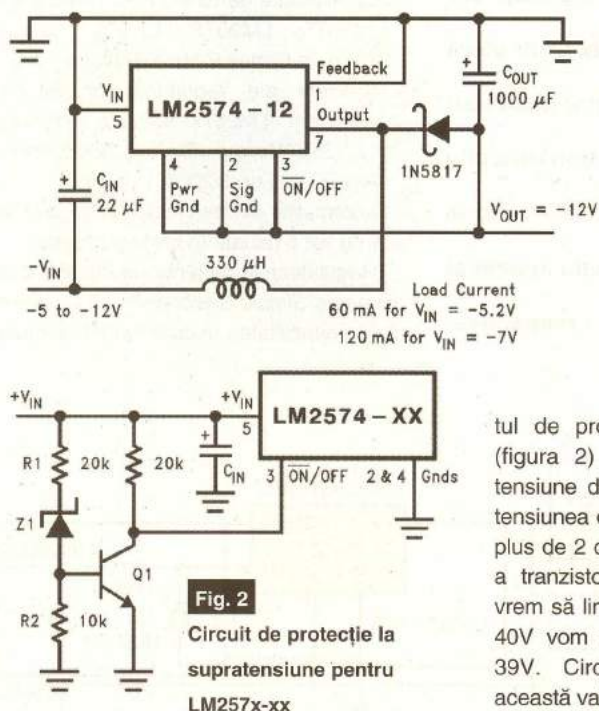 Feedback
C_OUT
1000 µF
V_IN
5
LM2574-12
1
Output
7
1N5817
4
Pwr
Gnd
2
Sig
Gnd
3
ON/OFF
C_IN
22 µF
V_OUT = -12V
-V_IN
-5 to -12V
330 µH
Load Current
60 mA for V_IN = -5.2V
120 mA for V_IN = -7V
+V_IN
+V_IN
5
LM2574-XX
R1
20k
20k
C_IN
3
ON/OFF
2 & 4
Gnds
Z1
Q1
R2
10k
Fig. 2
Circuit de protecție la
supratensiune pentru
LM257x-xx
tul de pro
(figura 2)
tensiune d
tensiunea
plus de 2
a tranzisto
vrem să lir
40V vom
39V. Circ
această va